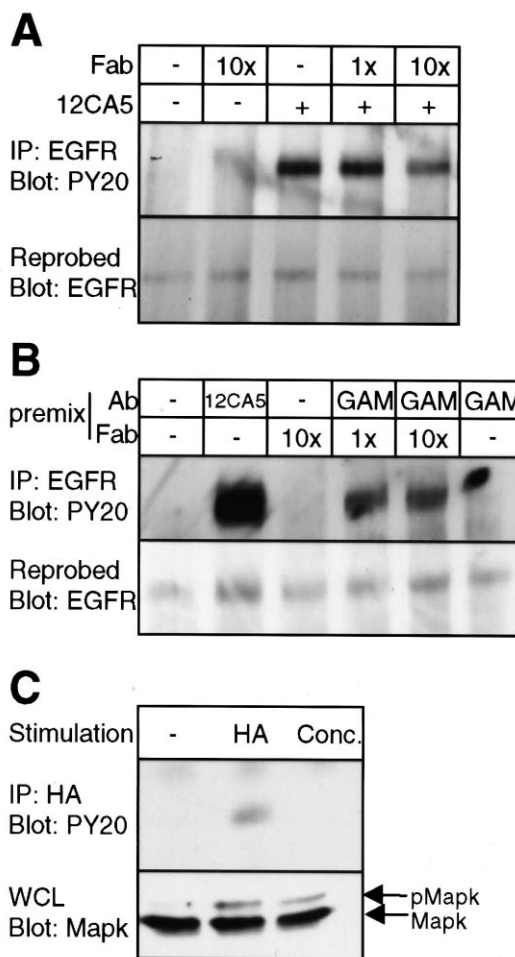 A
Fab - 10x - 1x 10x
12CA5 - - + + +
IP: EGFR
Blot: PY20
Reprobed
Blot: EGFR
B
premix Ab - 12CA5 - GAM GAM GAM
Fab - - 10x 1x 10x -
IP: EGFR
Blot: PY20
Reprobed
Blot: EGFR
C
Stimulation - HA Conc.
IP: HA
Blot: PY20
WCL
Blot: Mapk
pMapk
Mapk